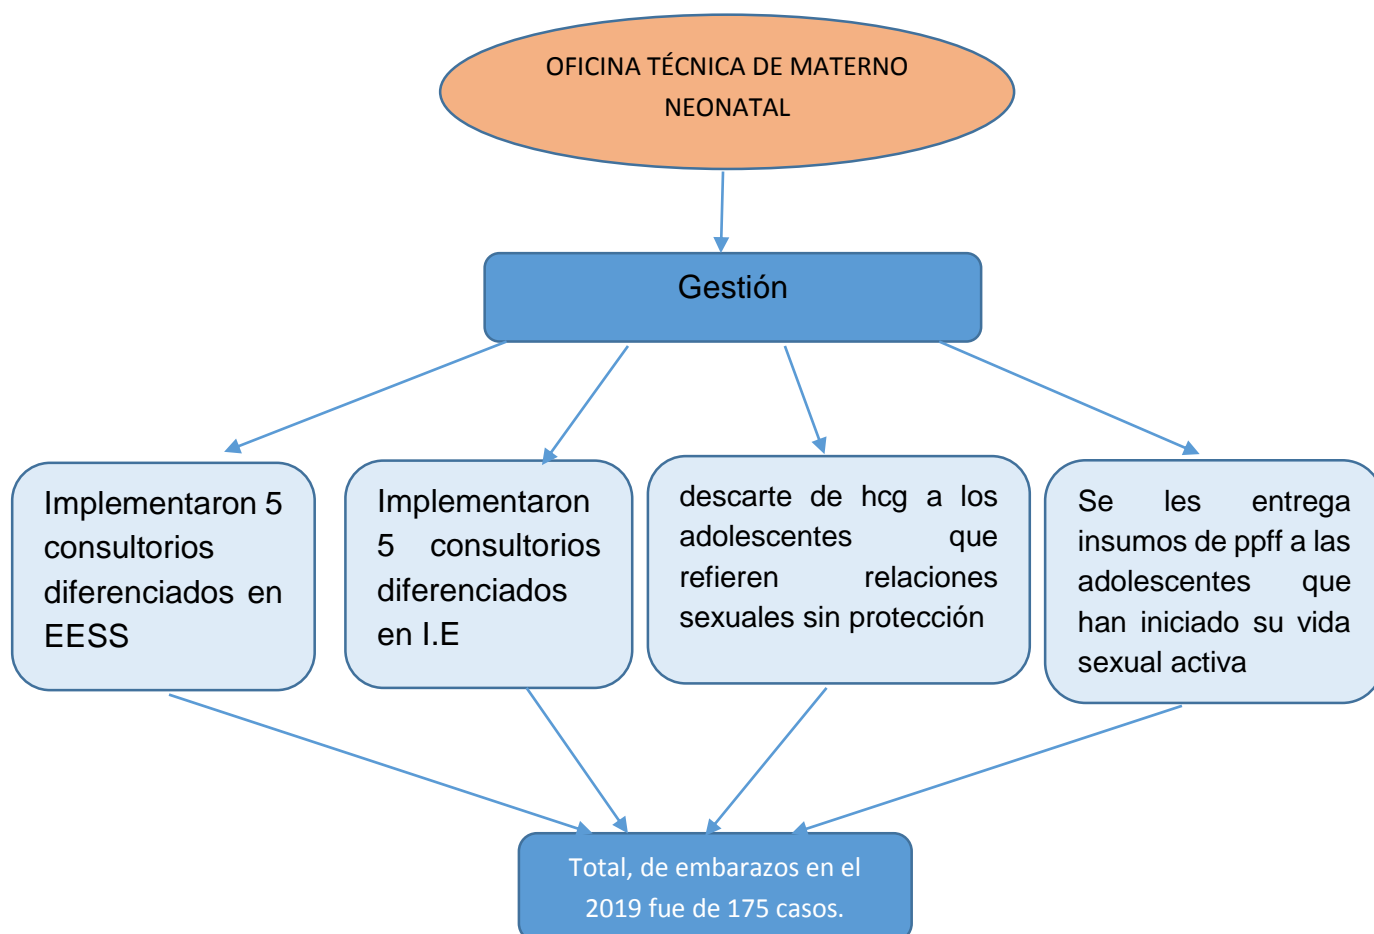 OFICINA TÉCNICA DE MATERNO
NEONATAL
Gestión
Implementaron 5
consultorios
diferenciados en
EESS
Implementaron
5 consultorios
diferenciados
en I.E
descarte de hcg a los
adolescentes que
refieren relaciones
sexuales sin protección
Se les entrega
insumos de ppff a las
adolescentes que
han iniciado su vida
sexual activa
Total, de embarazos en el
2019 fue de 175 casos.